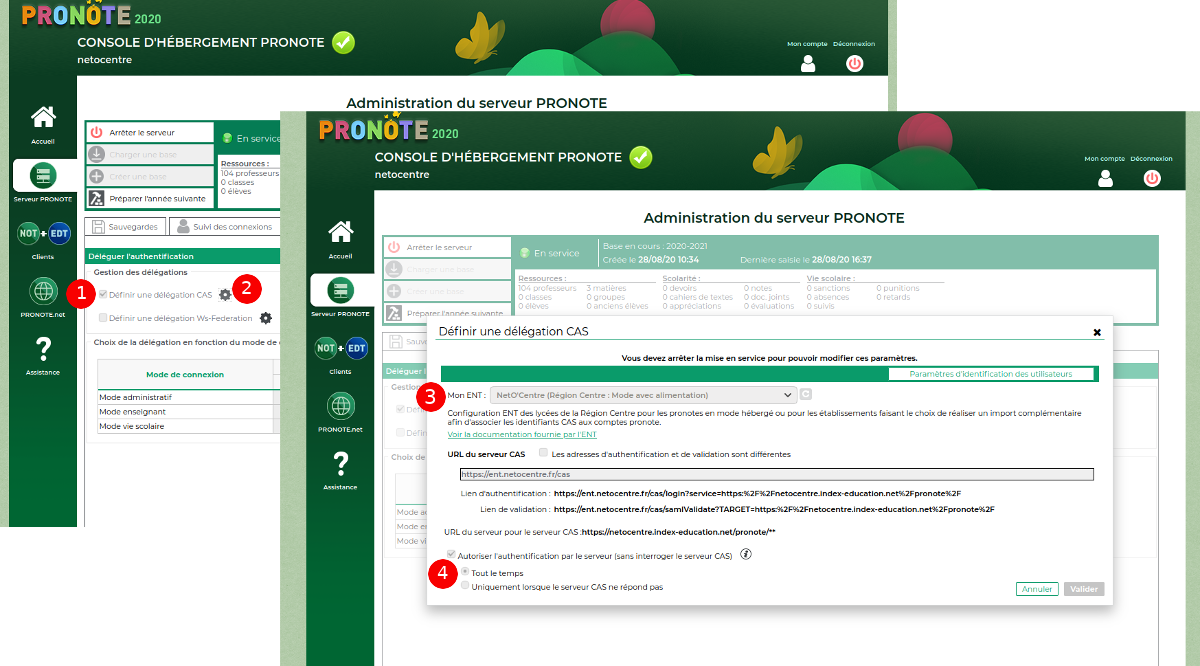 PRONOTE 2020
CONSOLE D'HÉBERGEMENT PRONOTE
netocentre
Mon compte Déconnexion
Administration du serveur PRONOTE
Accueil
Serveur PRONOTE
NOT + EDT
Clients
PRONOTE.net
?
Assistance
Arrêter le serveur
Charger une base
Créer une base
Préparer l'année suivante
En service
Ressources :
104 professeurs
0 classes
0 élèves
Sauvegardes
Suivi des connexions
Déléguer l'authentification
Gestion des délégations
1
Définir une délégation CAS
2
Définir une délégation Ws-Federation
Choix de la délégation en fonction du mode de
Mode de connexion
Mode administratif
Mode enseignant
Mode vie scolaire
PRONOTE 2020
CONSOLE D'HÉBERGEMENT PRONOTE
netocentre
Mon compte Déconnexion
Administration du serveur PRONOTE
Accueil
Serveur PRONOTE
NOT + EDT
Clients
PRONOTE.net
?
Assistance
Arrêter le serveur
Charger une base
Créer une base
Préparer l'année suivante
En service
Base en cours : 2020-2021
Créée le 28/08/20 10:34 Dernière saisie le 28/08/20 16:37
Ressources : Scolarité : Vie scolaire :
104 professeurs 3 matières 0 devoirs 0 notes 0 sanctions 0 punitions
0 classes 0 groupes 0 cahiers de textes 0 doc. joints 0 absences 0 retards
0 élèves 0 anciens élèves 0 appréciations 0 évaluations 0 suivis
Sauv
Déléguer l
Gestion
Défin
Défin
Choix de
Mode ad
Mode en
Mode vi
Définir une délégation CAS
Vous devez arrêter la mise en service pour pouvoir modifier ces paramètres.
Paramètres d'identification des utilisateurs
3
Mon ENT : NetO'Centre (Région Centre : Mode avec alimentation)
Configuration ENT des lycées de la Région Centre pour les pronotes en mode hébergé ou pour les établissements faisant le choix de réaliser un import complémentaire
afin d'associer les identifiants CAS aux comptes pronote.
Voir la documentation fournie par l'ENT
URL du serveur CAS Les adresses d'authentification et de validation sont différentes
https://ent.netocentre.fr/cas
Lien d'authentification : https://ent.netocentre.fr/cas/login?service=https:%2F%2Fnetocentre.index-education.net%2Fpronote%2F
Lien de validation : https://ent.netocentre.fr/cas/samlValidate?TARGET=https:%2F%2Fnetocentre.index-education.net%2Fpronote%2F
URL du serveur pour le serveur CAS :https://netocentre.index-education.net/pronote/**
Autoriser l'authentification par le serveur (sans interroger le serveur CAS) i
4
Tout le temps
Uniquement lorsque le serveur CAS ne répond pas
Annuler Valider